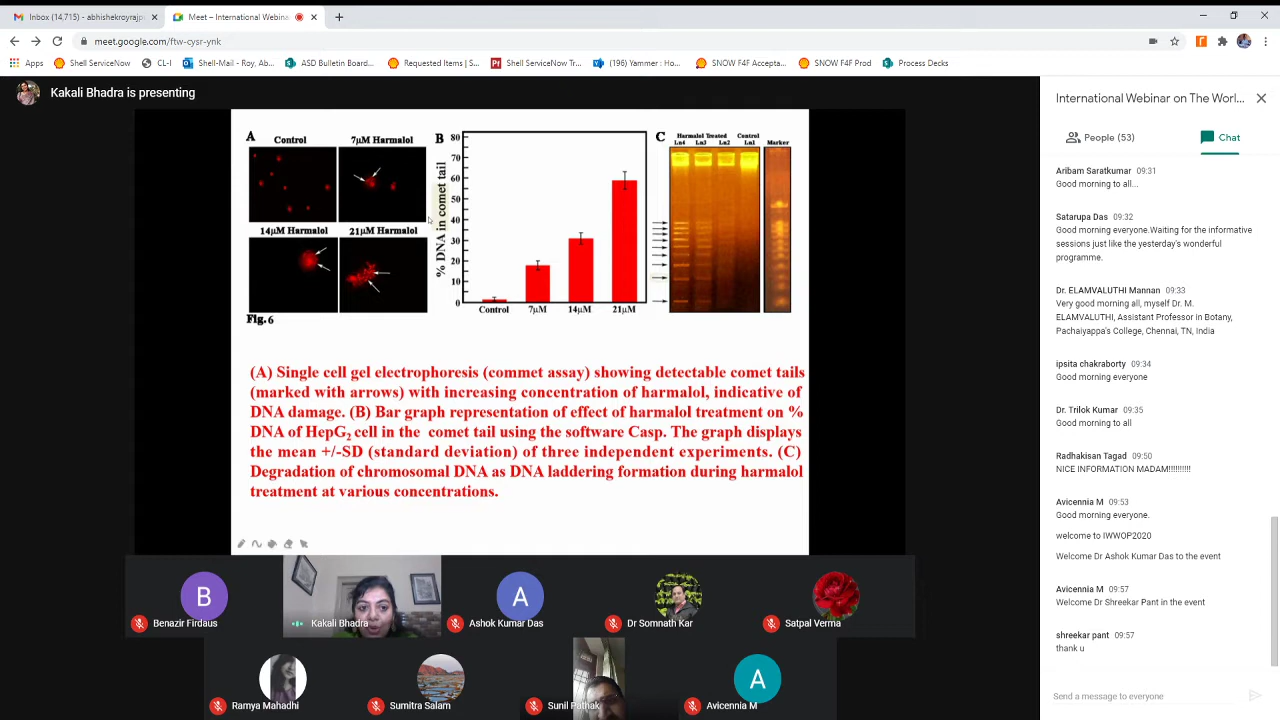 Inbox (14,715) - abhishekroyrajp
Meet – International Webina
meet.google.com/ftw-cysr-ynk
Apps
Shell ServiceNow
CL-I
Shell-Mail - Roy, Ab...
ASD Bulletin Board...
Requested Items | S...
Shell ServiceNow Tr...
(196) Yammer : Ho...
SNOW F4F Accepta...
SNOW F4F Prod
Process Decks
Kakali Bhadra is presenting
A
Control
7µM Harmalol
14µM Harmalol
21µM Harmalol
Fig.6
B
% DNA in comet tail
80
70
60
50
40
30
20
10
0
Control
7µM
14µM
21µM
C
Harmalol Treated
Control
Ln4
Ln3
Ln2
Ln1
Marker
(A) Single cell gel electrophoresis (commet assay) showing detectable comet tails
(marked with arrows) with increasing concentration of harmalol, indicative of
DNA damage. (B) Bar graph representation of effect of harmalol treatment on %
DNA of HepG2 cell in the comet tail using the software Casp. The graph displays
the mean +/-SD (standard deviation) of three independent experiments. (C)
Degradation of chromosomal DNA as DNA laddering formation during harmalol
treatment at various concentrations.
B
Benazir Firdaus
Kakali Bhadra
A
Ashok Kumar Das
Dr Somnath Kar
Satpal Verma
Ramya Mahadhi
Sumitra Salam
Sunil Pathak
A
Avicennia M
International Webinar on The Worl...
People (53)
Chat
Aribam Saratkumar 09:31
Good morning to all...
Satarupa Das 09:32
Good morning everyone.Waiting for the informative
sessions just like the yesterday's wonderful
programme.
Dr. ELAMVALUTHI Mannan 09:33
Very good morning all, myself Dr. M.
ELAMVALUTHI, Assistant Professor in Botany,
Pachaiyappa's College, Chennai, TN, India
ipsita chakraborty 09:34
Good morning everyone
Dr. Trilok Kumar 09:35
Good morning to all
Radhakisan Tagad 09:50
NICE INFORMATION MADAM!!!!!!!!!!
Avicennia M 09:53
Good morning everyone.
welcome to IWWOP2020
Welcome Dr Ashok Kumar Das to the event
Avicennia M 09:57
Welcome Dr Shreekar Pant in the event
shreekar pant 09:57
thank u
Send a message to everyone